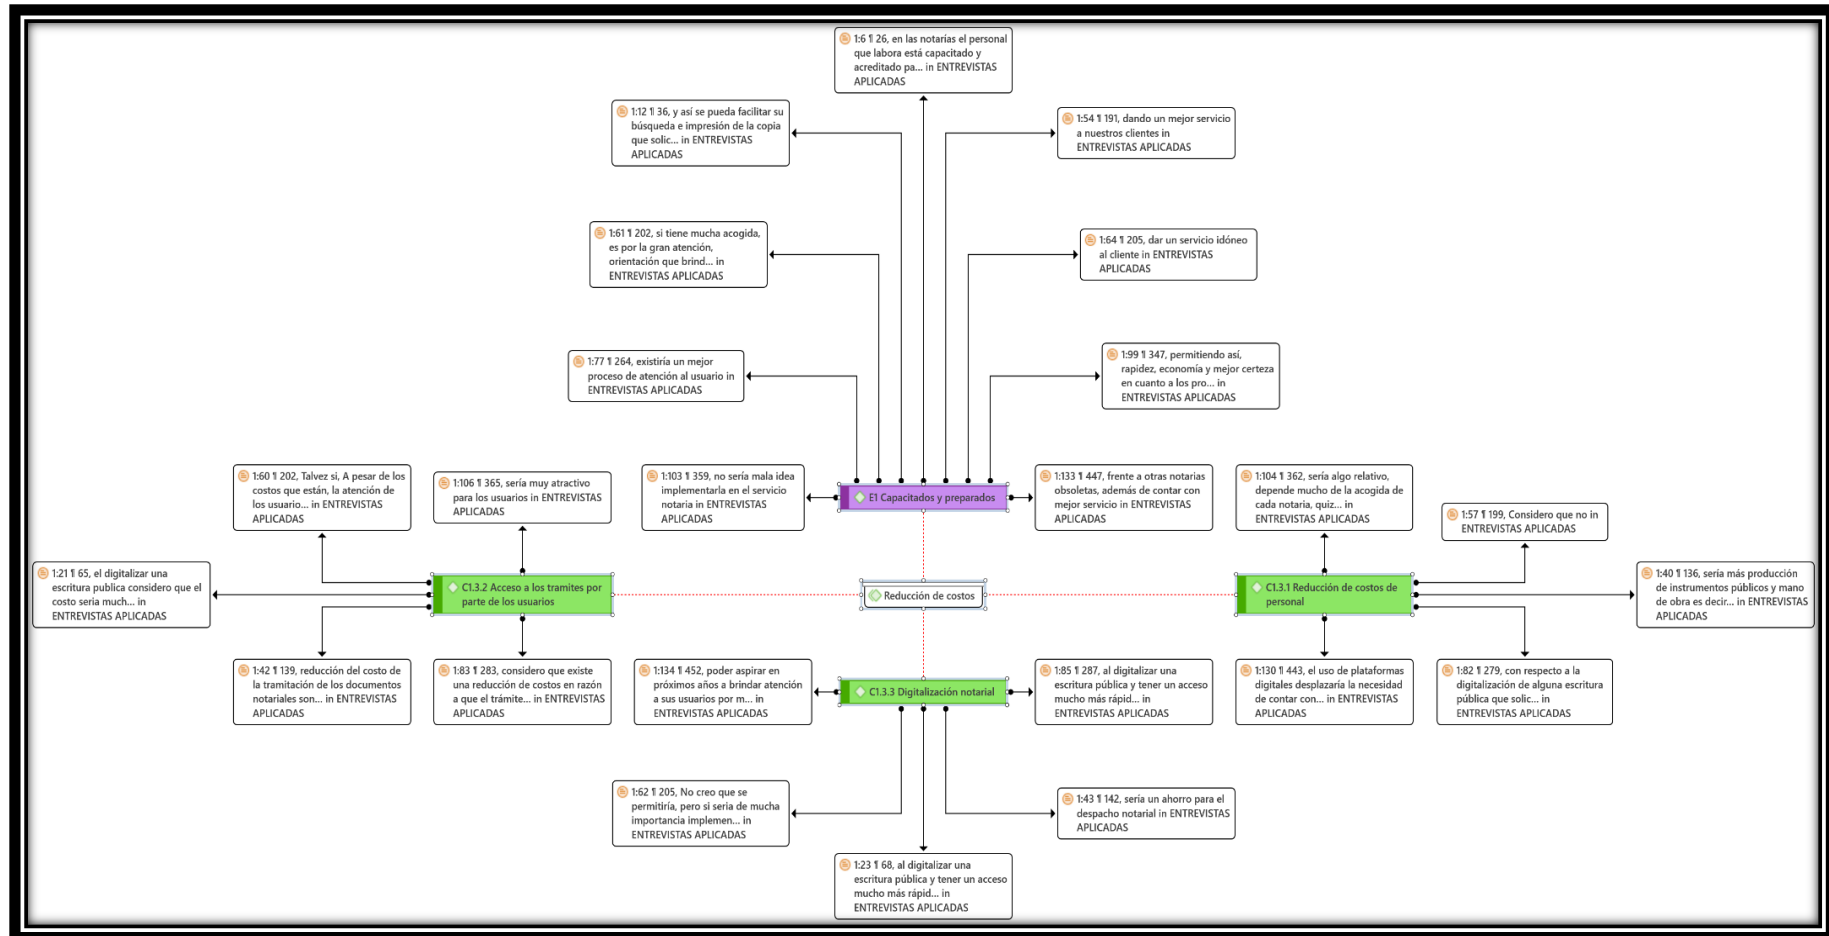 1:6 ¶ 26, en las notarías el personal
que labora está capacitado y
acreditado pa... in ENTREVISTAS
APLICADAS
1:12 ¶ 36, y así se pueda facilitar su
búsqueda e impresión de la copia
que solic... in ENTREVISTAS
APLICADAS
1:54 ¶ 191, dando un mejor servicio
a nuestros clientes in
ENTREVISTAS APLICADAS
1:61 ¶ 202, si tiene mucha acogida,
es por la gran atención,
orientación que brind... in
ENTREVISTAS APLICADAS
1:64 ¶ 205, dar un servicio idóneo
al cliente in ENTREVISTAS
APLICADAS
1:77 ¶ 264, existiría un mejor
proceso de atención al usuario in
ENTREVISTAS APLICADAS
1:99 ¶ 347, permitiendo así,
rapidez, economía y mejor certeza
en cuanto a los pro... in
ENTREVISTAS APLICADAS
1:60 ¶ 202, Talvez si, A pesar de los
costos que están, la atención de
los usuario... in ENTREVISTAS
APLICADAS
1:106 ¶ 365, sería muy atractivo
para los usuarios in ENTREVISTAS
APLICADAS
1:103 ¶ 359, no sería mala idea
implementarla en el servicio
notaria in ENTREVISTAS
APLICADAS
E1 Capacitados y preparados
1:133 ¶ 447, frente a otras notarias
obsoletas, además de contar con
mejor servicio in ENTREVISTAS
APLICADAS
1:104 ¶ 362, sería algo relativo,
depende mucho de la acogida de
cada notaria, quiz... in
ENTREVISTAS APLICADAS
1:57 ¶ 199, Considero que no in
ENTREVISTAS APLICADAS
1:21 ¶ 65, el digitalizar una
escritura publica considero que el
costo seria much... in
ENTREVISTAS APLICADAS
C1.3.2 Acceso a los tramites por
parte de los usuarios
Reducción de costos
C1.3.1 Reducción de costos de
personal
1:40 ¶ 136, sería más producción
de instrumentos públicos y mano
de obra es decir... in ENTREVISTAS
APLICADAS
1:42 ¶ 139, reducción del costo de
la tramitación de los documentos
notariales son... in ENTREVISTAS
APLICADAS
1:83 ¶ 283, considero que existe
una reducción de costos en razón
a que el trámite... in ENTREVISTAS
APLICADAS
1:134 ¶ 452, poder aspirar en
próximos años a brindar atención
a sus usuarios por m... in
ENTREVISTAS APLICADAS
C1.3.3 Digitalización notarial
1:85 ¶ 287, al digitalizar una
escritura pública y tener un acceso
mucho más rápid... in
ENTREVISTAS APLICADAS
1:130 ¶ 443, el uso de plataformas
digitales desplazaría la necesidad
de contar con... in ENTREVISTAS
APLICADAS
1:82 ¶ 279, con respecto a la
digitalización de alguna escritura
pública que solic... in
ENTREVISTAS APLICADAS
1:62 ¶ 205, No creo que se
permitiría, pero si seria de mucha
importancia implemen... in
ENTREVISTAS APLICADAS
1:43 ¶ 142, sería un ahorro para el
despacho notarial in ENTREVISTAS
APLICADAS
1:23 ¶ 68, al digitalizar una
escritura pública y tener un acceso
mucho más rápid... in
ENTREVISTAS APLICADAS